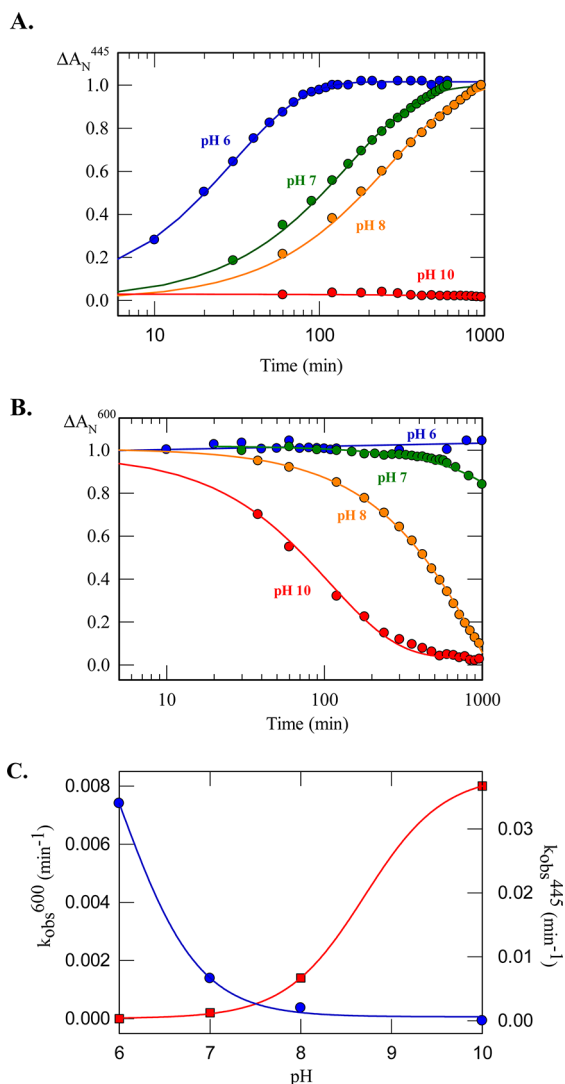 A.
ΔA_N^445
1.0
0.8
0.6
0.4
0.2
0.0
pH 6
pH 7
pH 8
pH 10
10 100 1000
Time (min)
B.
ΔA_N^600
1.0
0.8
0.6
0.4
0.2
0.0
pH 6
pH 7
pH 8
pH 10
10 100 1000
Time (min)
C.
k_obs^600 (min^-1)
0.008
0.006
0.004
0.002
0.000
0.03
0.02
0.01
0.00
k_obs^445 (min^-1)
6 7 8 9 10
pH